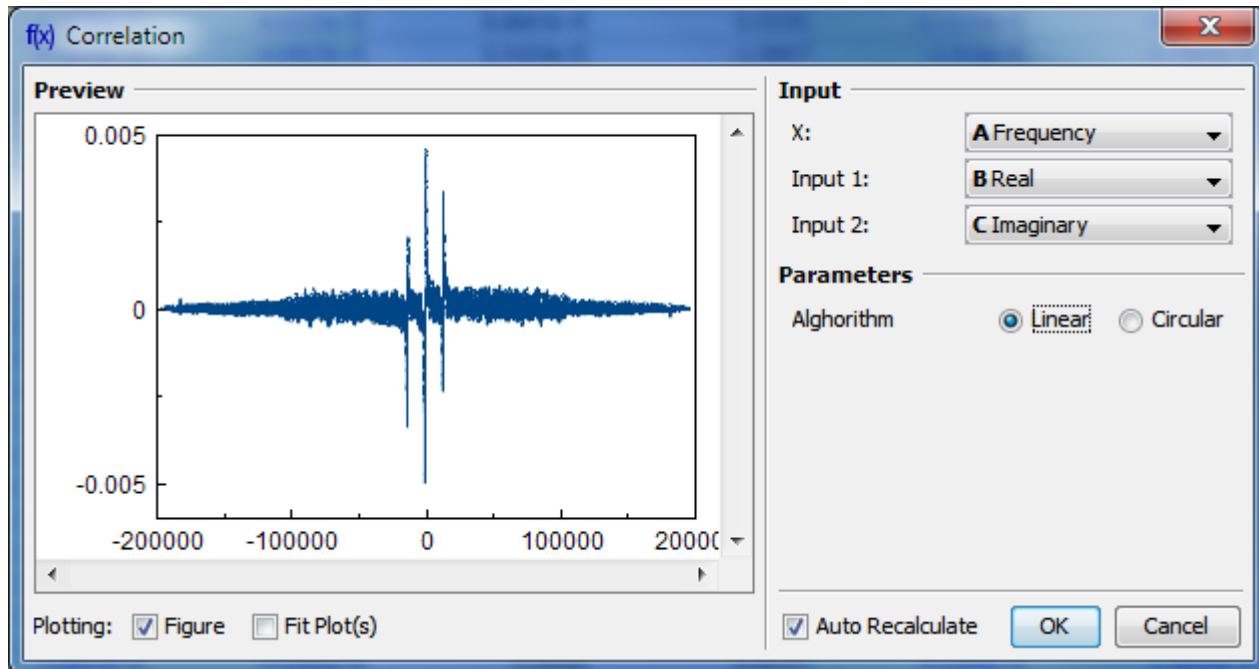 f(x) Correlation
Preview
0.005
0
-0.005
-200000 -100000 0 100000 20000
Plotting: Figure Fit Plot(s)
Input
X: A Frequency
Input 1: B Real
Input 2: C Imaginary
Parameters
Alghorithm Linear Circular
Auto Recalculate OK Cancel